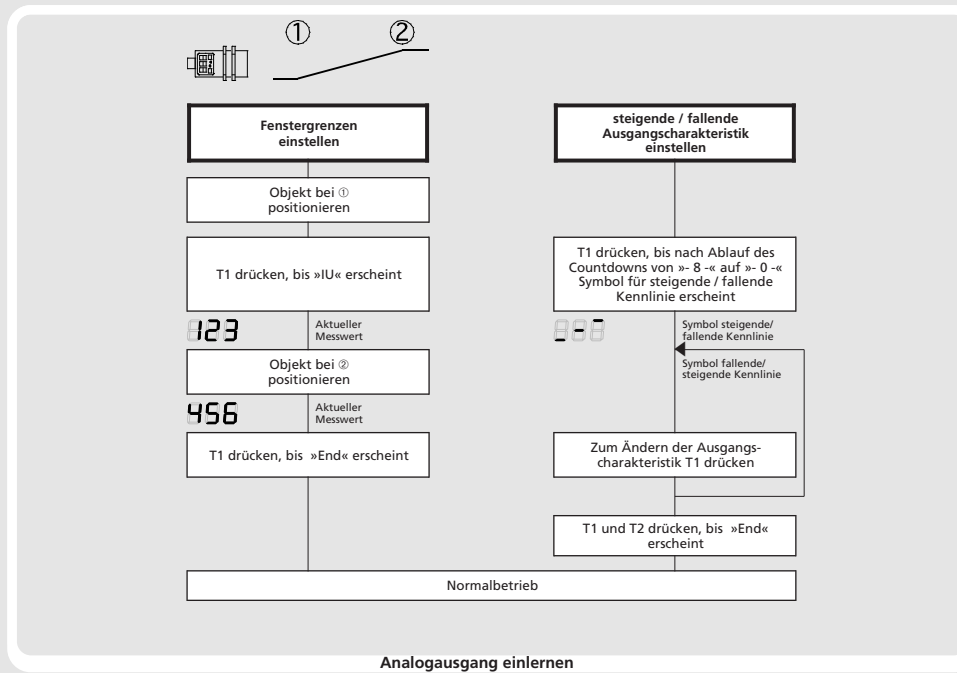 ① ②
Fenstergrenzen
einstellen
Objekt bei ①
positionieren
T1 drücken, bis »IU« erscheint
123
Aktueller
Messwert
Objekt bei ②
positionieren
456
Aktueller
Messwert
T1 drücken, bis »End« erscheint
steigende / fallende
Ausgangscharakteristik
einstellen
T1 drücken, bis nach Ablauf des
Countdowns von »- 8 -« auf »- 0 -«
Symbol für steigende / fallende
Kennlinie erscheint
Symbol steigende/
fallende Kennlinie
Symbol fallende/
steigende Kennlinie
Zum Ändern der Ausgangs-
charakteristik T1 drücken
T1 und T2 drücken, bis »End«
erscheint
Normalbetrieb
Analogausgang einlernen